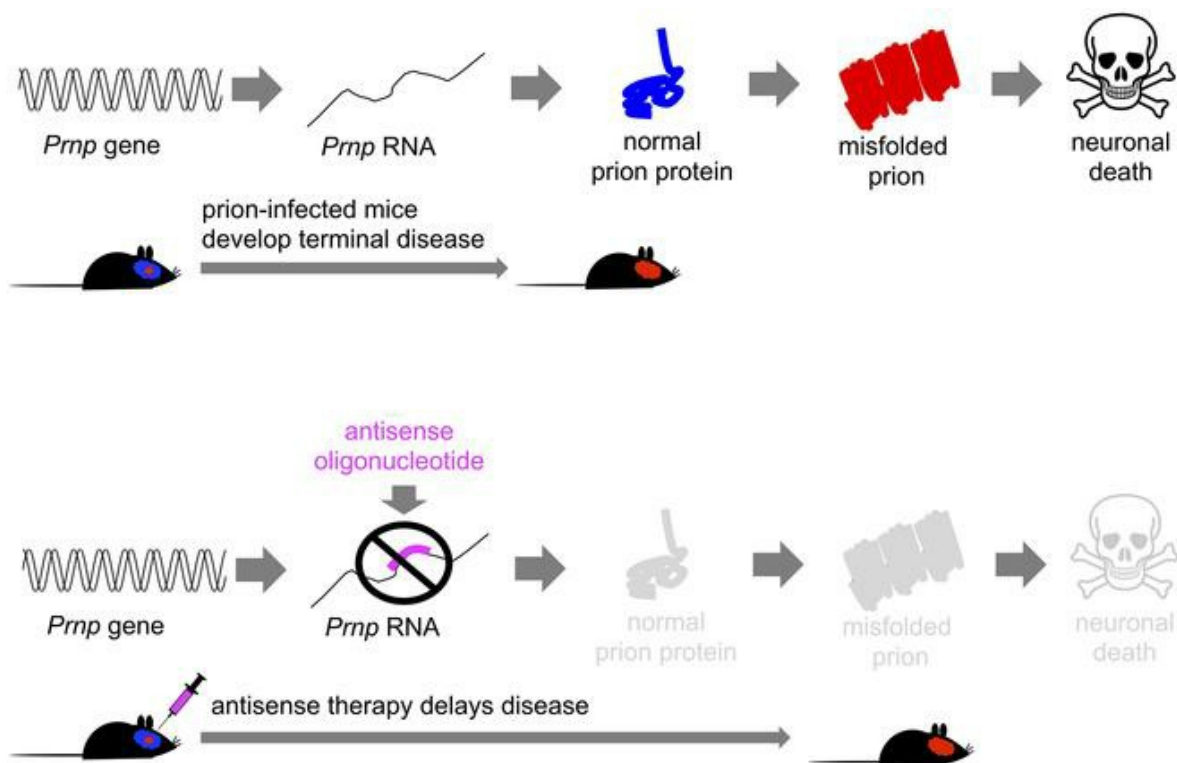 Prnp gene
Prnp RNA
normal
prion protein
misfolded
prion
neuronal
death
prion-infected mice
develop terminal disease
antisense
oligonucleotide
Prnp gene
Prnp RNA
normal
prion protein
misfolded
prion
neuronal
death
antisense therapy delays disease